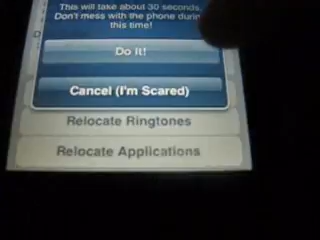 This will take about 30 seconds,
Don't mess with the phone during
this time!
Do It!
Cancel (I'm Scared)
Relocate Ringtones
Relocate Applications